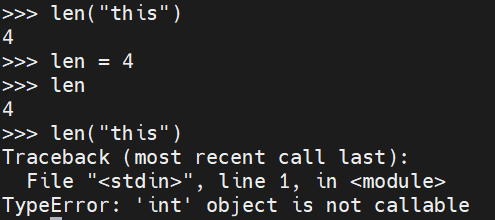 >>> len("this")
4
>>> len = 4
>>> len
4
>>> len("this")
Traceback (most recent call last):
  File "<stdin>", line 1, in <module>
TypeError: 'int' object is not callable